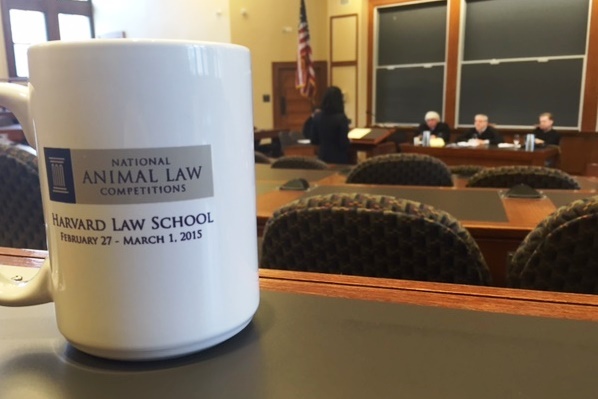 NATIONAL
ANIMAL LAW
COMPETITIONS
HARVARD LAW SCHOOL
FEBRUARY 27 - MARCH 1, 2015